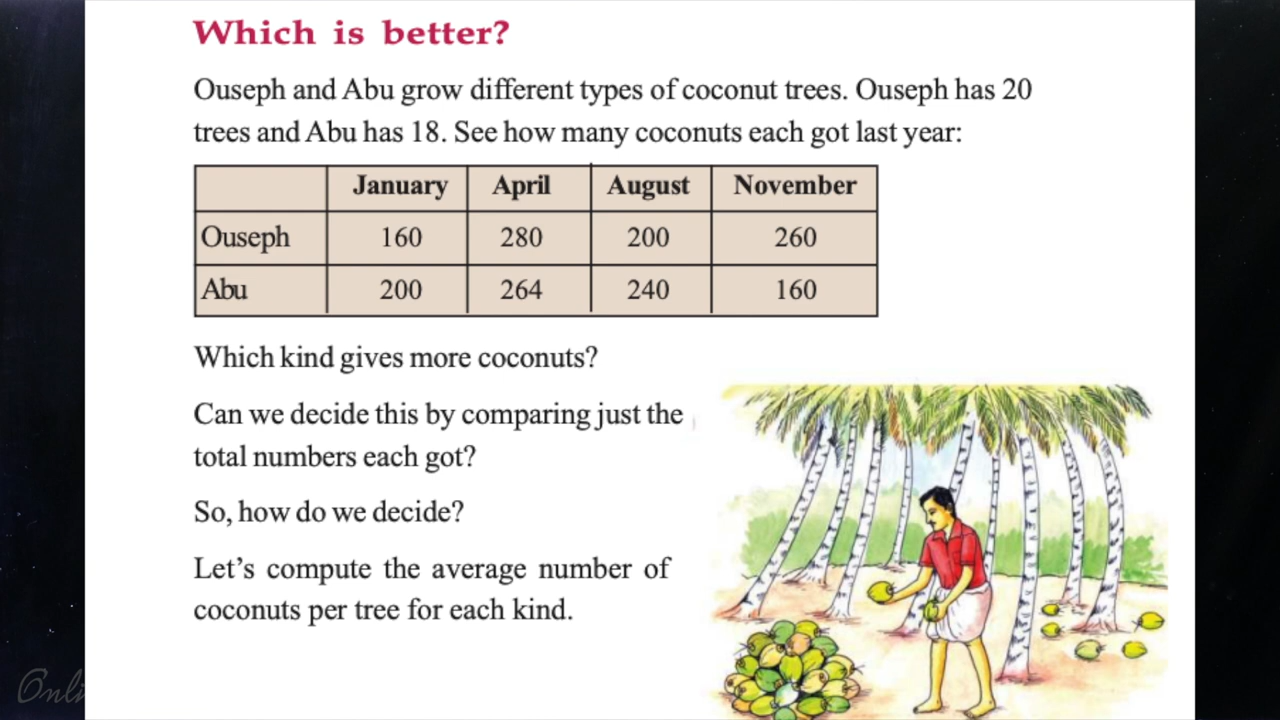 Which is better?
Ouseph and Abu grow different types of coconut trees. Ouseph has 20
trees and Abu has 18. See how many coconuts each got last year:
January April August November
Ouseph 160 280 200 260
Abu 200 264 240 160
Which kind gives more coconuts?
Can we decide this by comparing just the
total numbers each got?
So, how do we decide?
Let's compute the average number of
coconuts per tree for each kind.
Onli